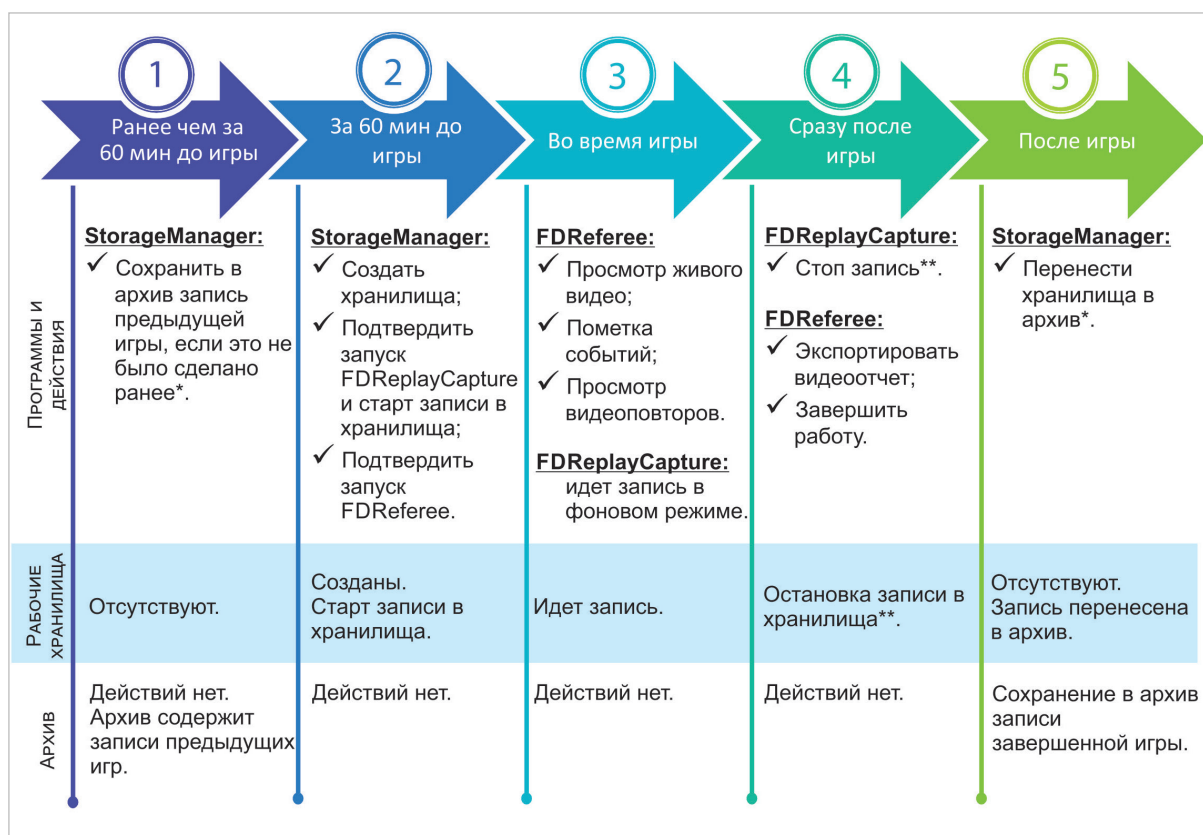 1
2
3
4
5
Ранее чем за
60 мин до игры
За 60 мин до
игры
Во время игры
Сразу после
игры
После игры
Программы и
действия
StorageManager:
✓ Сохранить в
архив запись
предыдущей
игры, если это не
было сделано
ранее*.
StorageManager:
✓ Создать
хранилища;
✓ Подтвердить
запуск
FDReplayCapture
и старт записи в
хранилища;
✓ Подтвердить
запуск
FDReferee.
FDReferee:
✓ Просмотр живого
видео;
✓ Пометка
событий;
✓ Просмотр
видеоповторов.
FDReplayCapture:
идет запись в
фоновом режиме.
FDReplayCapture:
✓ Стоп запись**.
FDReferee:
✓ Экспортировать
видеоотчет;
✓ Завершить
работу.
StorageManager:
✓ Перенести
хранилища в
архив*.
Рабочие
хранилища
Отсутствуют.
Созданы.
Старт записи в
хранилища.
Идет запись.
Остановка записи в
хранилища**.
Отсутствуют.
Запись перенесена
в архив.
Архив
Действий нет.
Архив содержит
записи предыдущих
игр.
Действий нет.
Действий нет.
Действий нет.
Сохранение в архив
записи
завершенной игры.